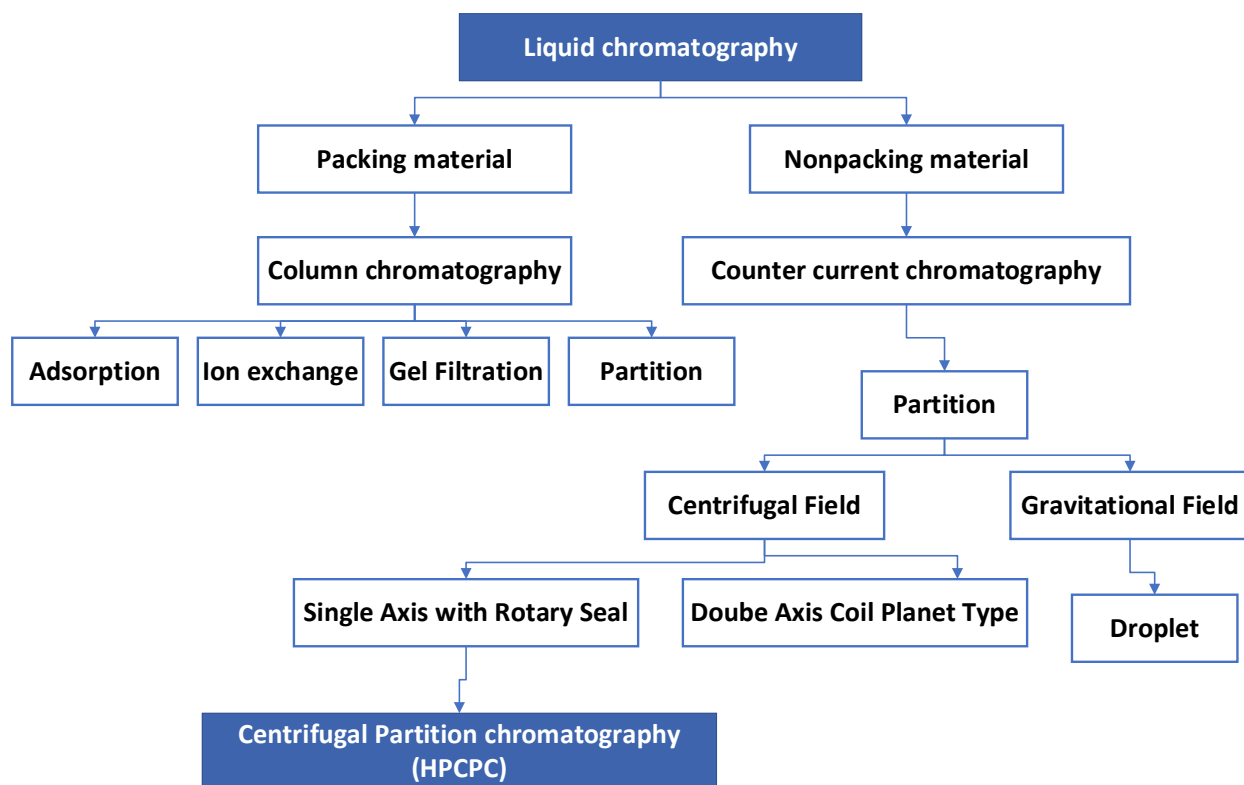 Liquid chromatography
Packing material
Nonpacking material
Column chromatography
Counter current chromatography
Adsorption
Ion exchange
Gel Filtration
Partition
Partition
Centrifugal Field
Gravitational Field
Single Axis with Rotary Seal
Doube Axis Coil Planet Type
Droplet
Centrifugal Partition chromatography
(HPCPC)